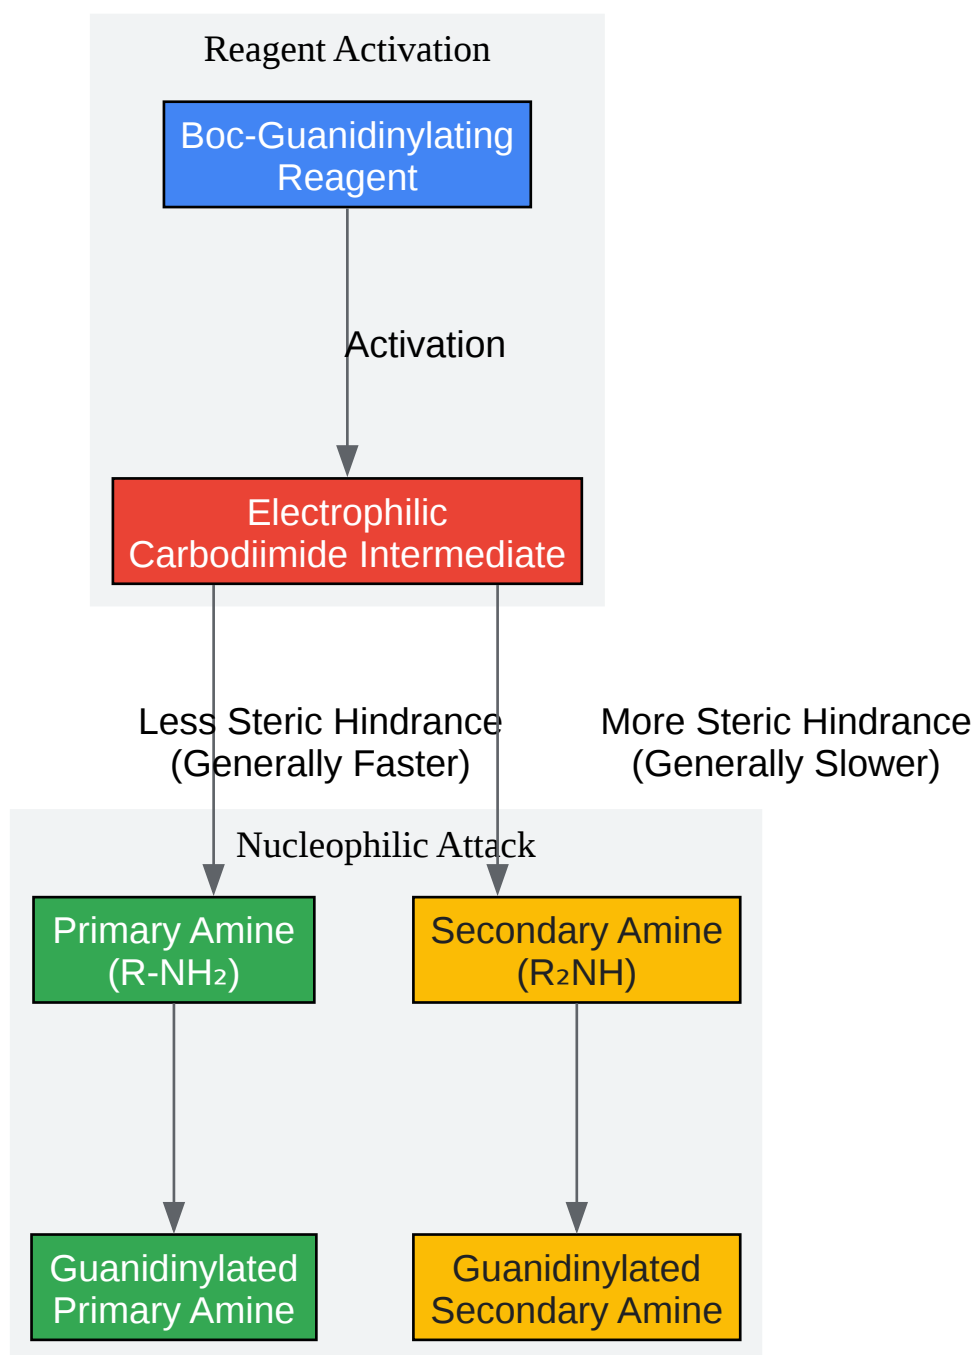 Reagent Activation
Boc-Guanidinylating
Reagent
Activation
Electrophilic
Carbodiimide Intermediate
Less Steric Hindrance
(Generally Faster)
More Steric Hindrance
(Generally Slower)
Nucleophilic Attack
Primary Amine
(R-NH₂)
Secondary Amine
(R₂NH)
Guanidinylated
Primary Amine
Guanidinylated
Secondary Amine